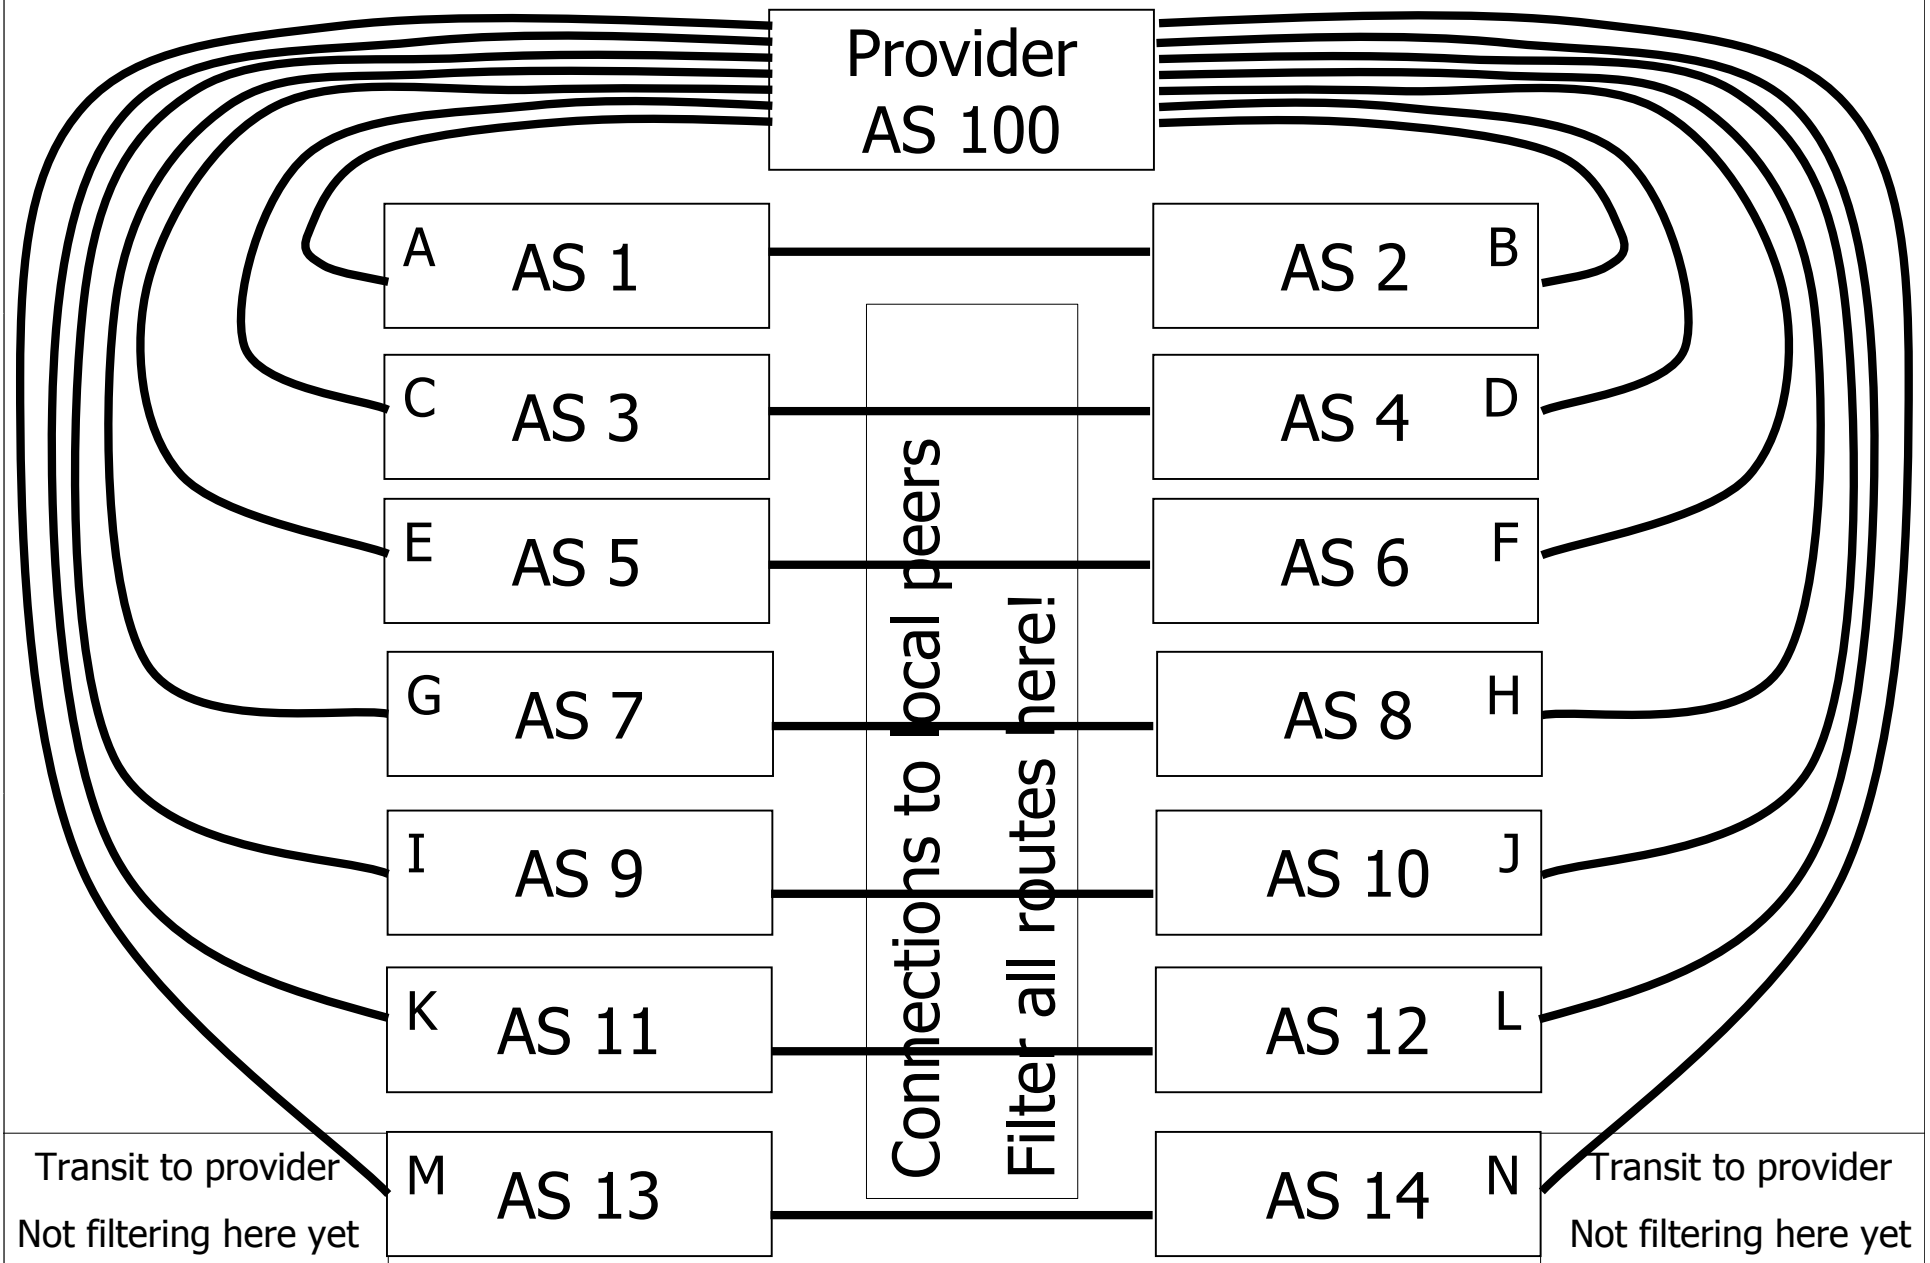 Provider
AS 100
A
AS 1
AS 2
B
C
AS 3
AS 4
D
E
AS 5
AS 6
F
G
AS 7
AS 8
H
I
AS 9
AS 10
J
K
AS 11
AS 12
L
M
AS 13
AS 14
N
Connections to local peers
Filter all routes here!
Transit to provider
Not filtering here yet
Transit to provider
Not filtering here yet